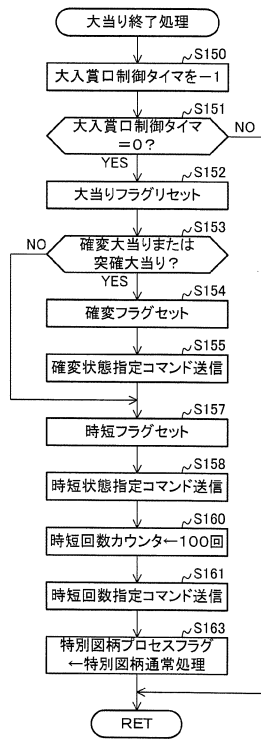 大当り終了処理
S150
大入賞口制御タイマを－1
S151
大入賞口制御タイマ
＝0？
NO
YES
S152
大当りフラグリセット
S153
確変大当りまたは
突確大当り？
NO
YES
S154
確変フラグセット
S155
確変状態指定コマンド送信
S157
時短フラグセット
S158
時短状態指定コマンド送信
S160
時短回数カウンタ←100回
S161
時短回数指定コマンド送信
S163
特別図柄プロセスフラグ
←特別図柄通常処理
RET